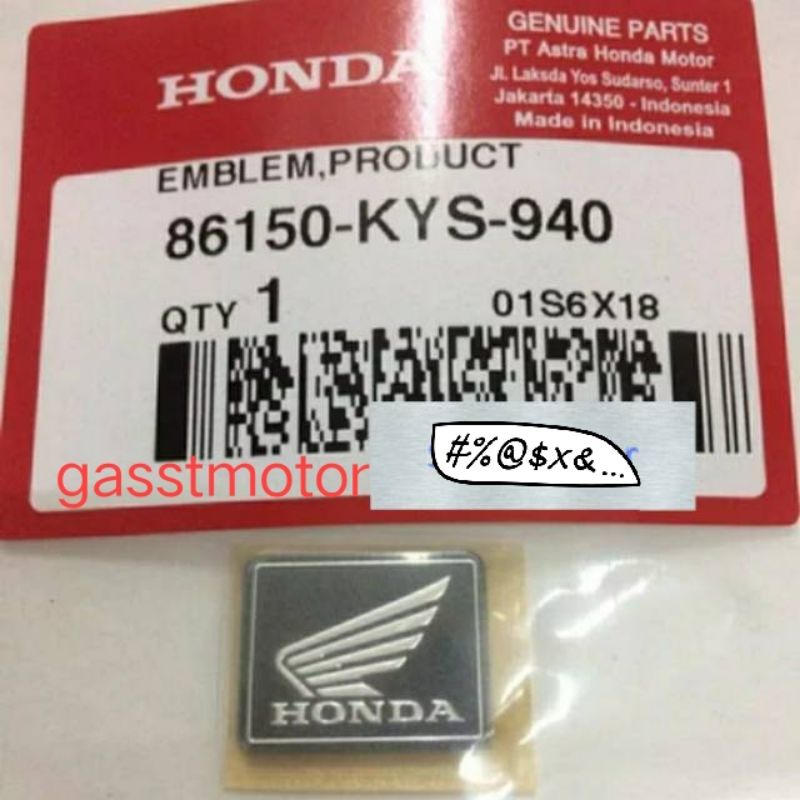 HONDA
GENUINE PARTS
PT Astra Honda Motor
Jl. Laksda Yos Sudarso, Sunter 1
Jakarta 14350 - Indonesia
Made in Indonesia
EMBLEM,PRODUCT
86150-KYS-940
QTY 1 01S6X18
gasstmotor
#%@$X&...
HONDA